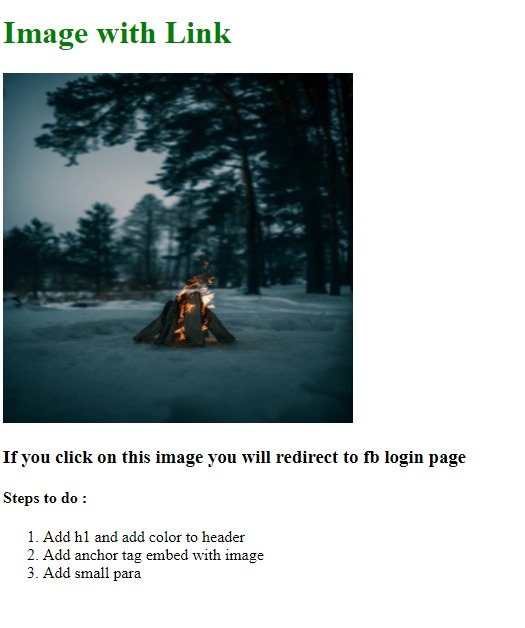 Image with Link
If you click on this image you will redirect to fb login page
Steps to do :
1. Add h1 and add color to header
2. Add anchor tag embed with image
3. Add small para